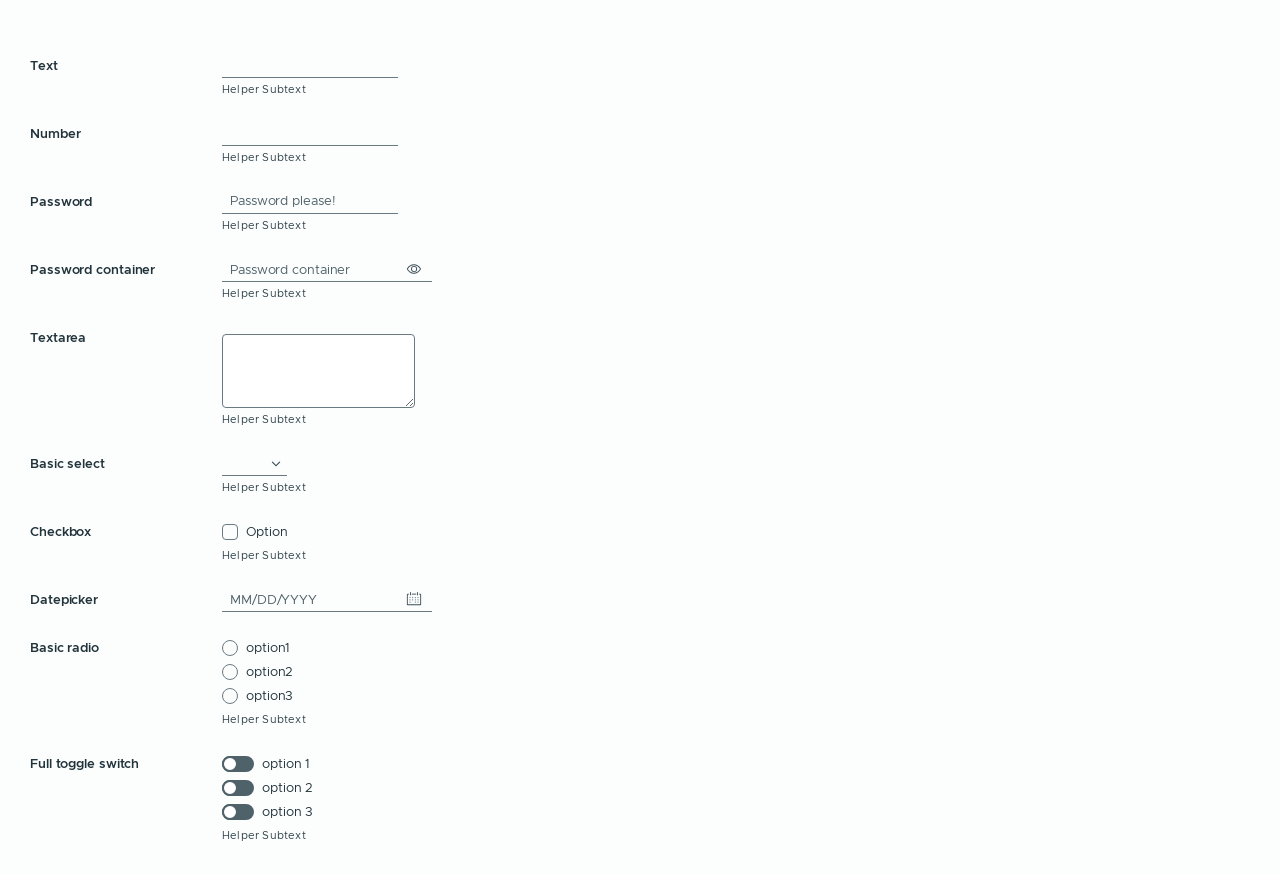 Text
Helper Subtext
Number
Helper Subtext
Password
Password please!
Helper Subtext
Password container
Password container
Helper Subtext
Textarea
Helper Subtext
Basic select
Helper Subtext
Checkbox
Option
Helper Subtext
Datepicker
MM/DD/YYYY
Basic radio
option1
option2
option3
Helper Subtext
Full toggle switch
option 1
option 2
option 3
Helper Subtext